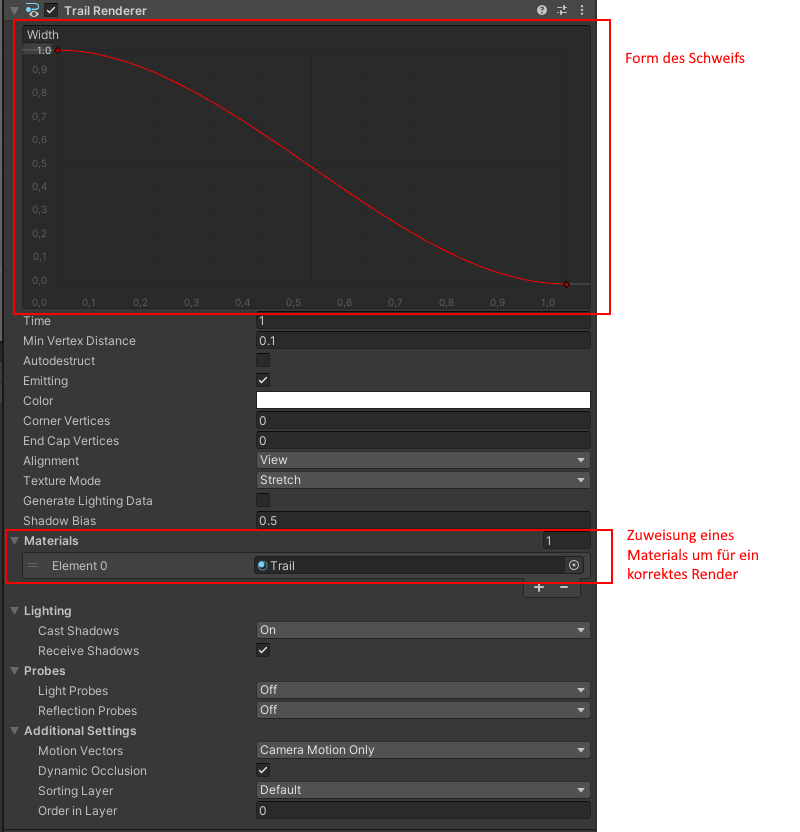 Trail Renderer
Width
1.0
0,9
0,8
0,7
0,6
0,5
0,4
0,3
0,2
0,1
0,0
0,0 0,1 0,2 0,3 0,4 0,5 0,6 0,7 0,8 0,9 1,0
Form des Schweifs
Time 1
Min Vertex Distance 0.1
Autodestruct
Emitting
Color
Corner Vertices 0
End Cap Vertices 0
Alignment View
Texture Mode Stretch
Generate Lighting Data
Shadow Bias 0.5
Materials 1
Element 0 Trail
+ −
Zuweisung eines
Materials um für ein
korrektes Render
Lighting
Cast Shadows On
Receive Shadows
Probes
Light Probes Off
Reflection Probes Off
Additional Settings
Motion Vectors Camera Motion Only
Dynamic Occlusion
Sorting Layer Default
Order in Layer 0